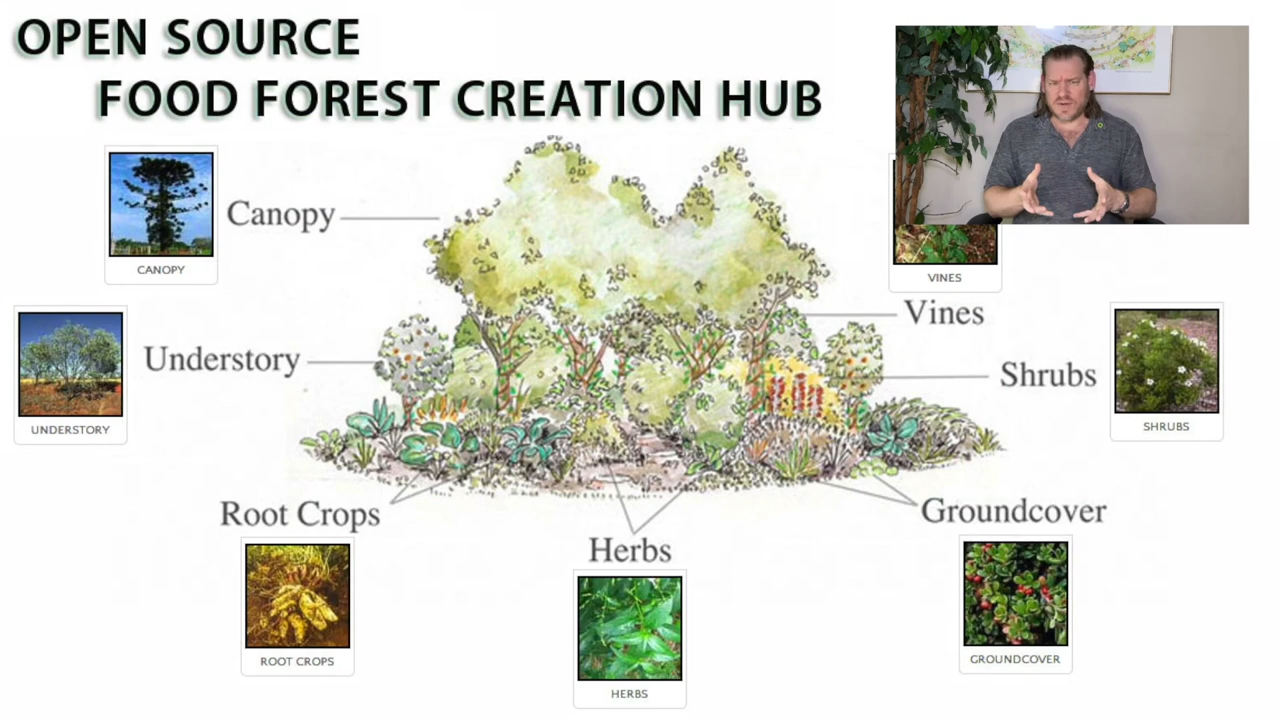 OPEN SOURCE
FOOD FOREST CREATION HUB
CANOPY
Canopy
VINES
Vines
UNDERSTORY
Understory
Shrubs
SHRUBS
Root Crops
ROOT CROPS
Herbs
HERBS
Groundcover
GROUNDCOVER